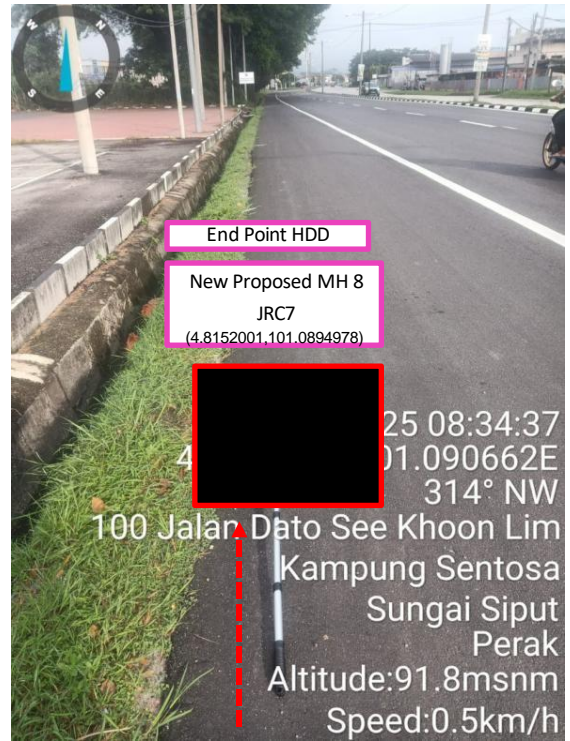 End Point HDD
New Proposed MH 8
JRC7
(4.8152001,101.0894978)
25 08:34:37
4 01.090662E
314° NW
100 Jalan Dato See Khoon Lim
Kampung Sentosa
Sungai Siput
Perak
Altitude:91.8msnm
Speed:0.5km/h